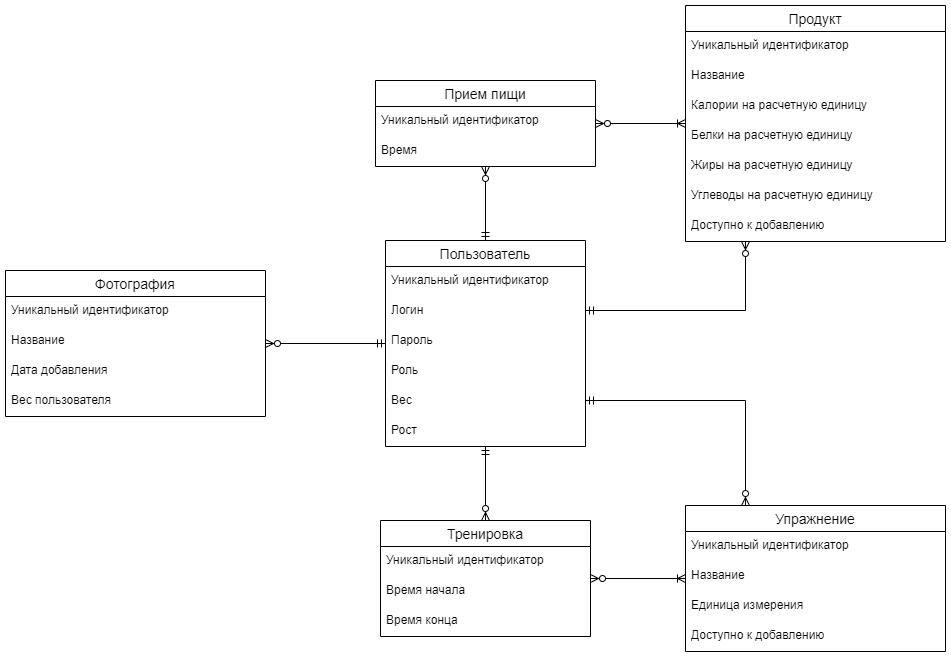 Продукт
Уникальный идентификатор
Название
Калории на расчетную единицу
Белки на расчетную единицу
Жиры на расчетную единицу
Углеводы на расчетную единицу
Доступно к добавлению
Прием пищи
Уникальный идентификатор
Время
Пользователь
Уникальный идентификатор
Логин
Пароль
Роль
Вес
Рост
Фотография
Уникальный идентификатор
Название
Дата добавления
Вес пользователя
Тренировка
Уникальный идентификатор
Время начала
Время конца
Упражнение
Уникальный идентификатор
Название
Единица измерения
Доступно к добавлению